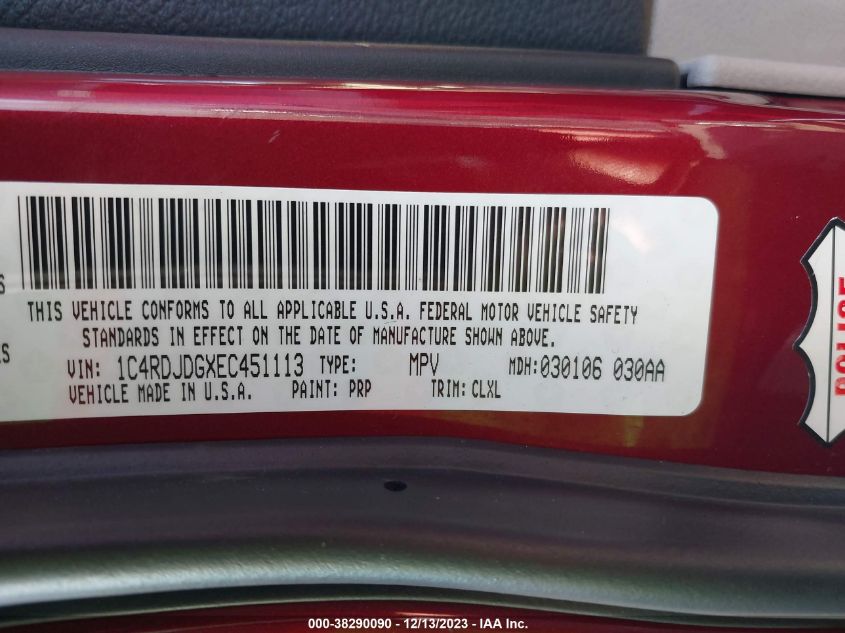 THIS VEHICLE CONFORMS TO ALL APPLICABLE U.S.A. FEDERAL MOTOR VEHICLE SAFETY
STANDARDS IN EFFECT ON THE DATE OF MANUFACTURE SHOWN ABOVE.
VIN: 1C4RDJDGXEC451113 TYPE: MPV MDH:030106 030AA
VEHICLE MADE IN U.S.A. PAINT: PRP TRIM: CLXL
POLICE
000-38290090 - 12/13/2023 - IAA Inc.